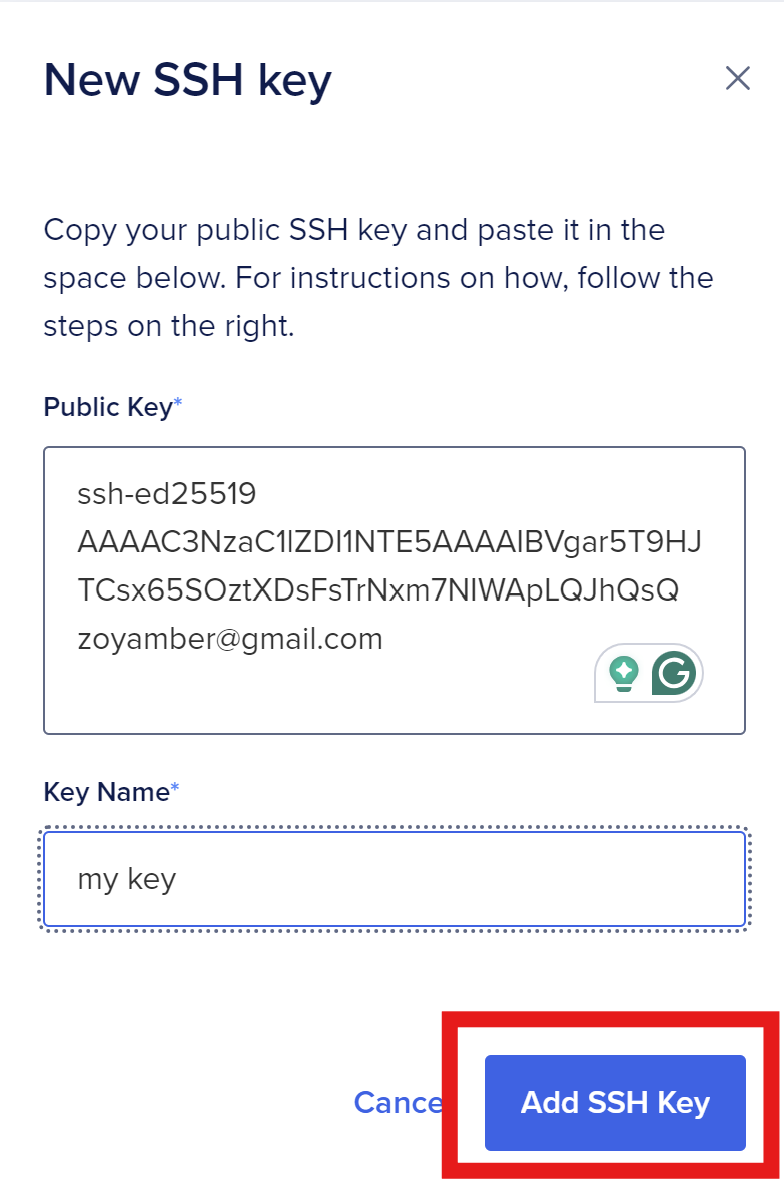 New SSH key
Copy your public SSH key and paste it in the
space below. For instructions on how, follow the
steps on the right.
Public Key*
ssh-ed25519
AAAAC3NzaC1lZDI1NTE5AAAAIBVgar5T9HJ
TCsx65SOztXDsFsTrNxm7NIWApLQJhQsQ
zoyamber@gmail.com
G
Key Name*
my key
Cance
Add SSH Key